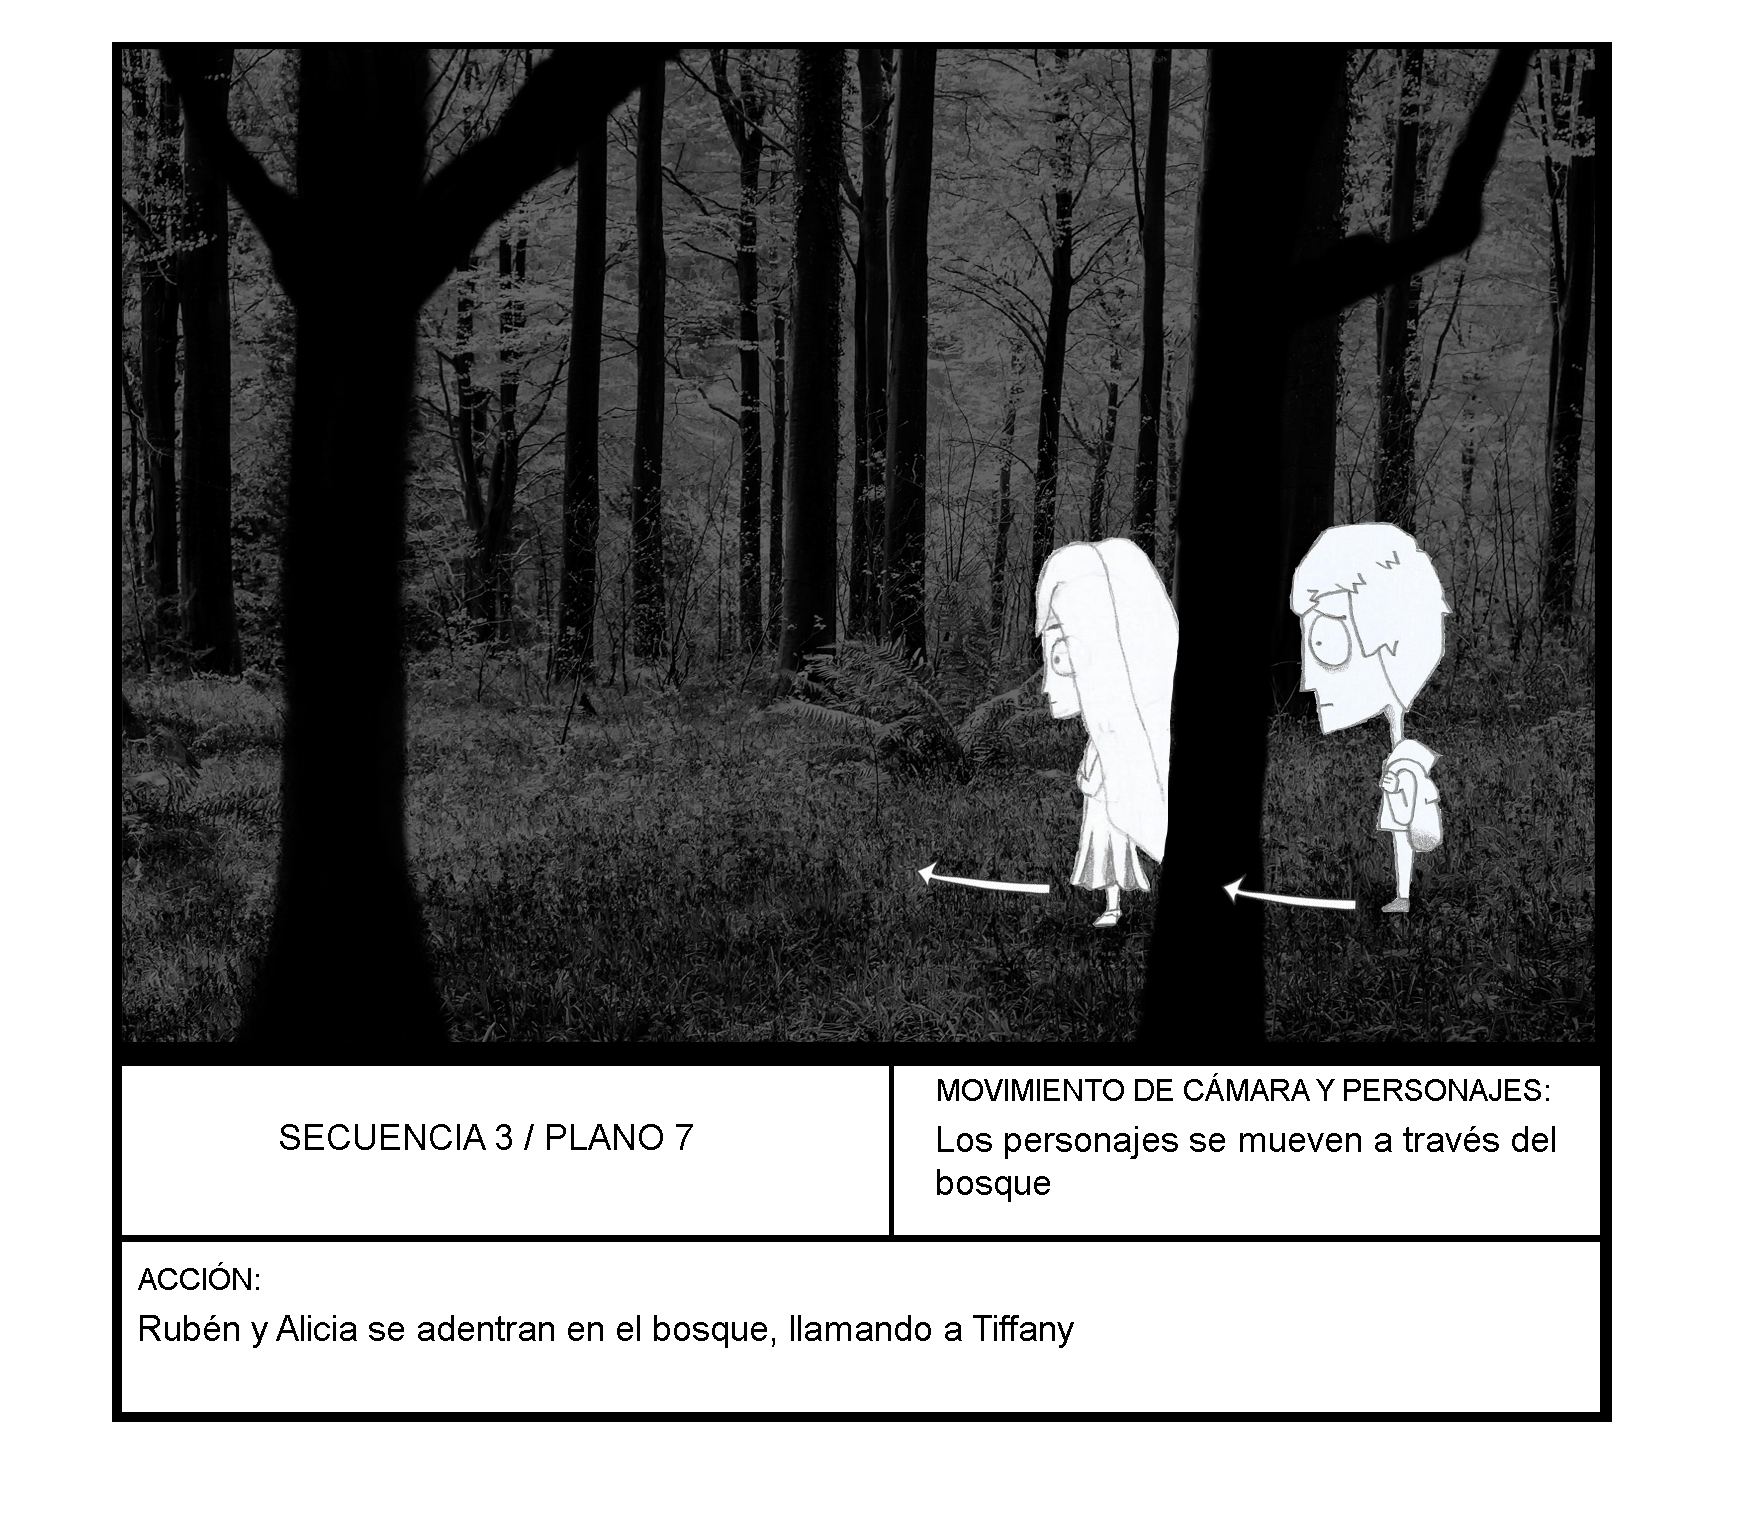 SECUENCIA 3 / PLANO 7
MOVIMIENTO DE CÁMARA Y PERSONAJES:
Los personajes se mueven a través del
bosque
ACCIÓN:
Rubén y Alicia se adentran en el bosque, llamando a Tiffany